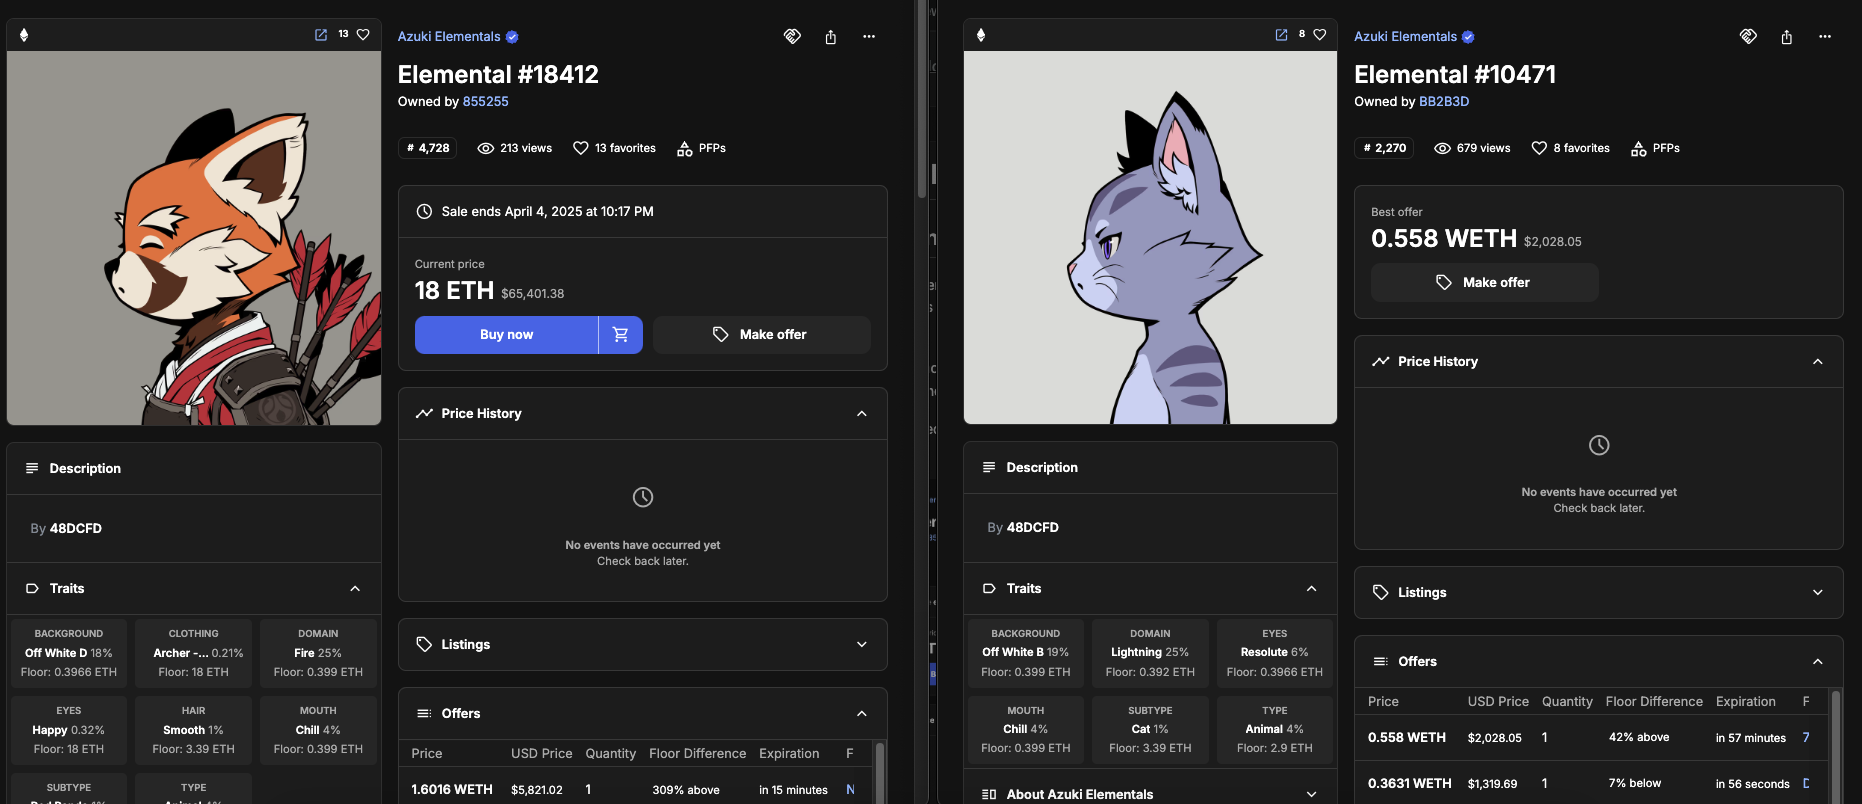 13
Azuki Elementals
Elemental #18412
Owned by 855255
# 4,728
213 views
13 favorites
PFPs
Sale ends April 4, 2025 at 10:17 PM
Current price
18 ETH $65,401.38
Buy now
Make offer
Price History
No events have occurred yet
Check back later.
Listings
Offers
Price USD Price Quantity Floor Difference Expiration F
1.6016 WETH $5,821.02 1 309% above in 15 minutes N
Description
By 48DCFD
Traits
BACKGROUND
Off White D 18%
Floor: 0.3966 ETH
CLOTHING
Archer -... 0.21%
Floor: 18 ETH
DOMAIN
Fire 25%
Floor: 0.399 ETH
EYES
Happy 0.32%
Floor: 18 ETH
HAIR
Smooth 1%
Floor: 3.39 ETH
MOUTH
Chill 4%
Floor: 0.399 ETH
SUBTYPE
Red Panda 1%
TYPE
Animal 4%
8
Azuki Elementals
Elemental #10471
Owned by BB2B3D
# 2,270
679 views
8 favorites
PFPs
Best offer
0.558 WETH $2,028.05
Make offer
Price History
No events have occurred yet
Check back later.
Listings
Offers
Price USD Price Quantity Floor Difference Expiration F
0.558 WETH $2,028.05 1 42% above in 57 minutes 7
0.3631 WETH $1,319.69 1 7% below in 56 seconds D
Description
By 48DCFD
Traits
BACKGROUND
Off White B 19%
Floor: 0.399 ETH
DOMAIN
Lightning 25%
Floor: 0.392 ETH
EYES
Resolute 6%
Floor: 0.3966 ETH
MOUTH
Chill 4%
Floor: 0.399 ETH
SUBTYPE
Cat 1%
Floor: 3.39 ETH
TYPE
Animal 4%
Floor: 2.9 ETH
About Azuki Elementals